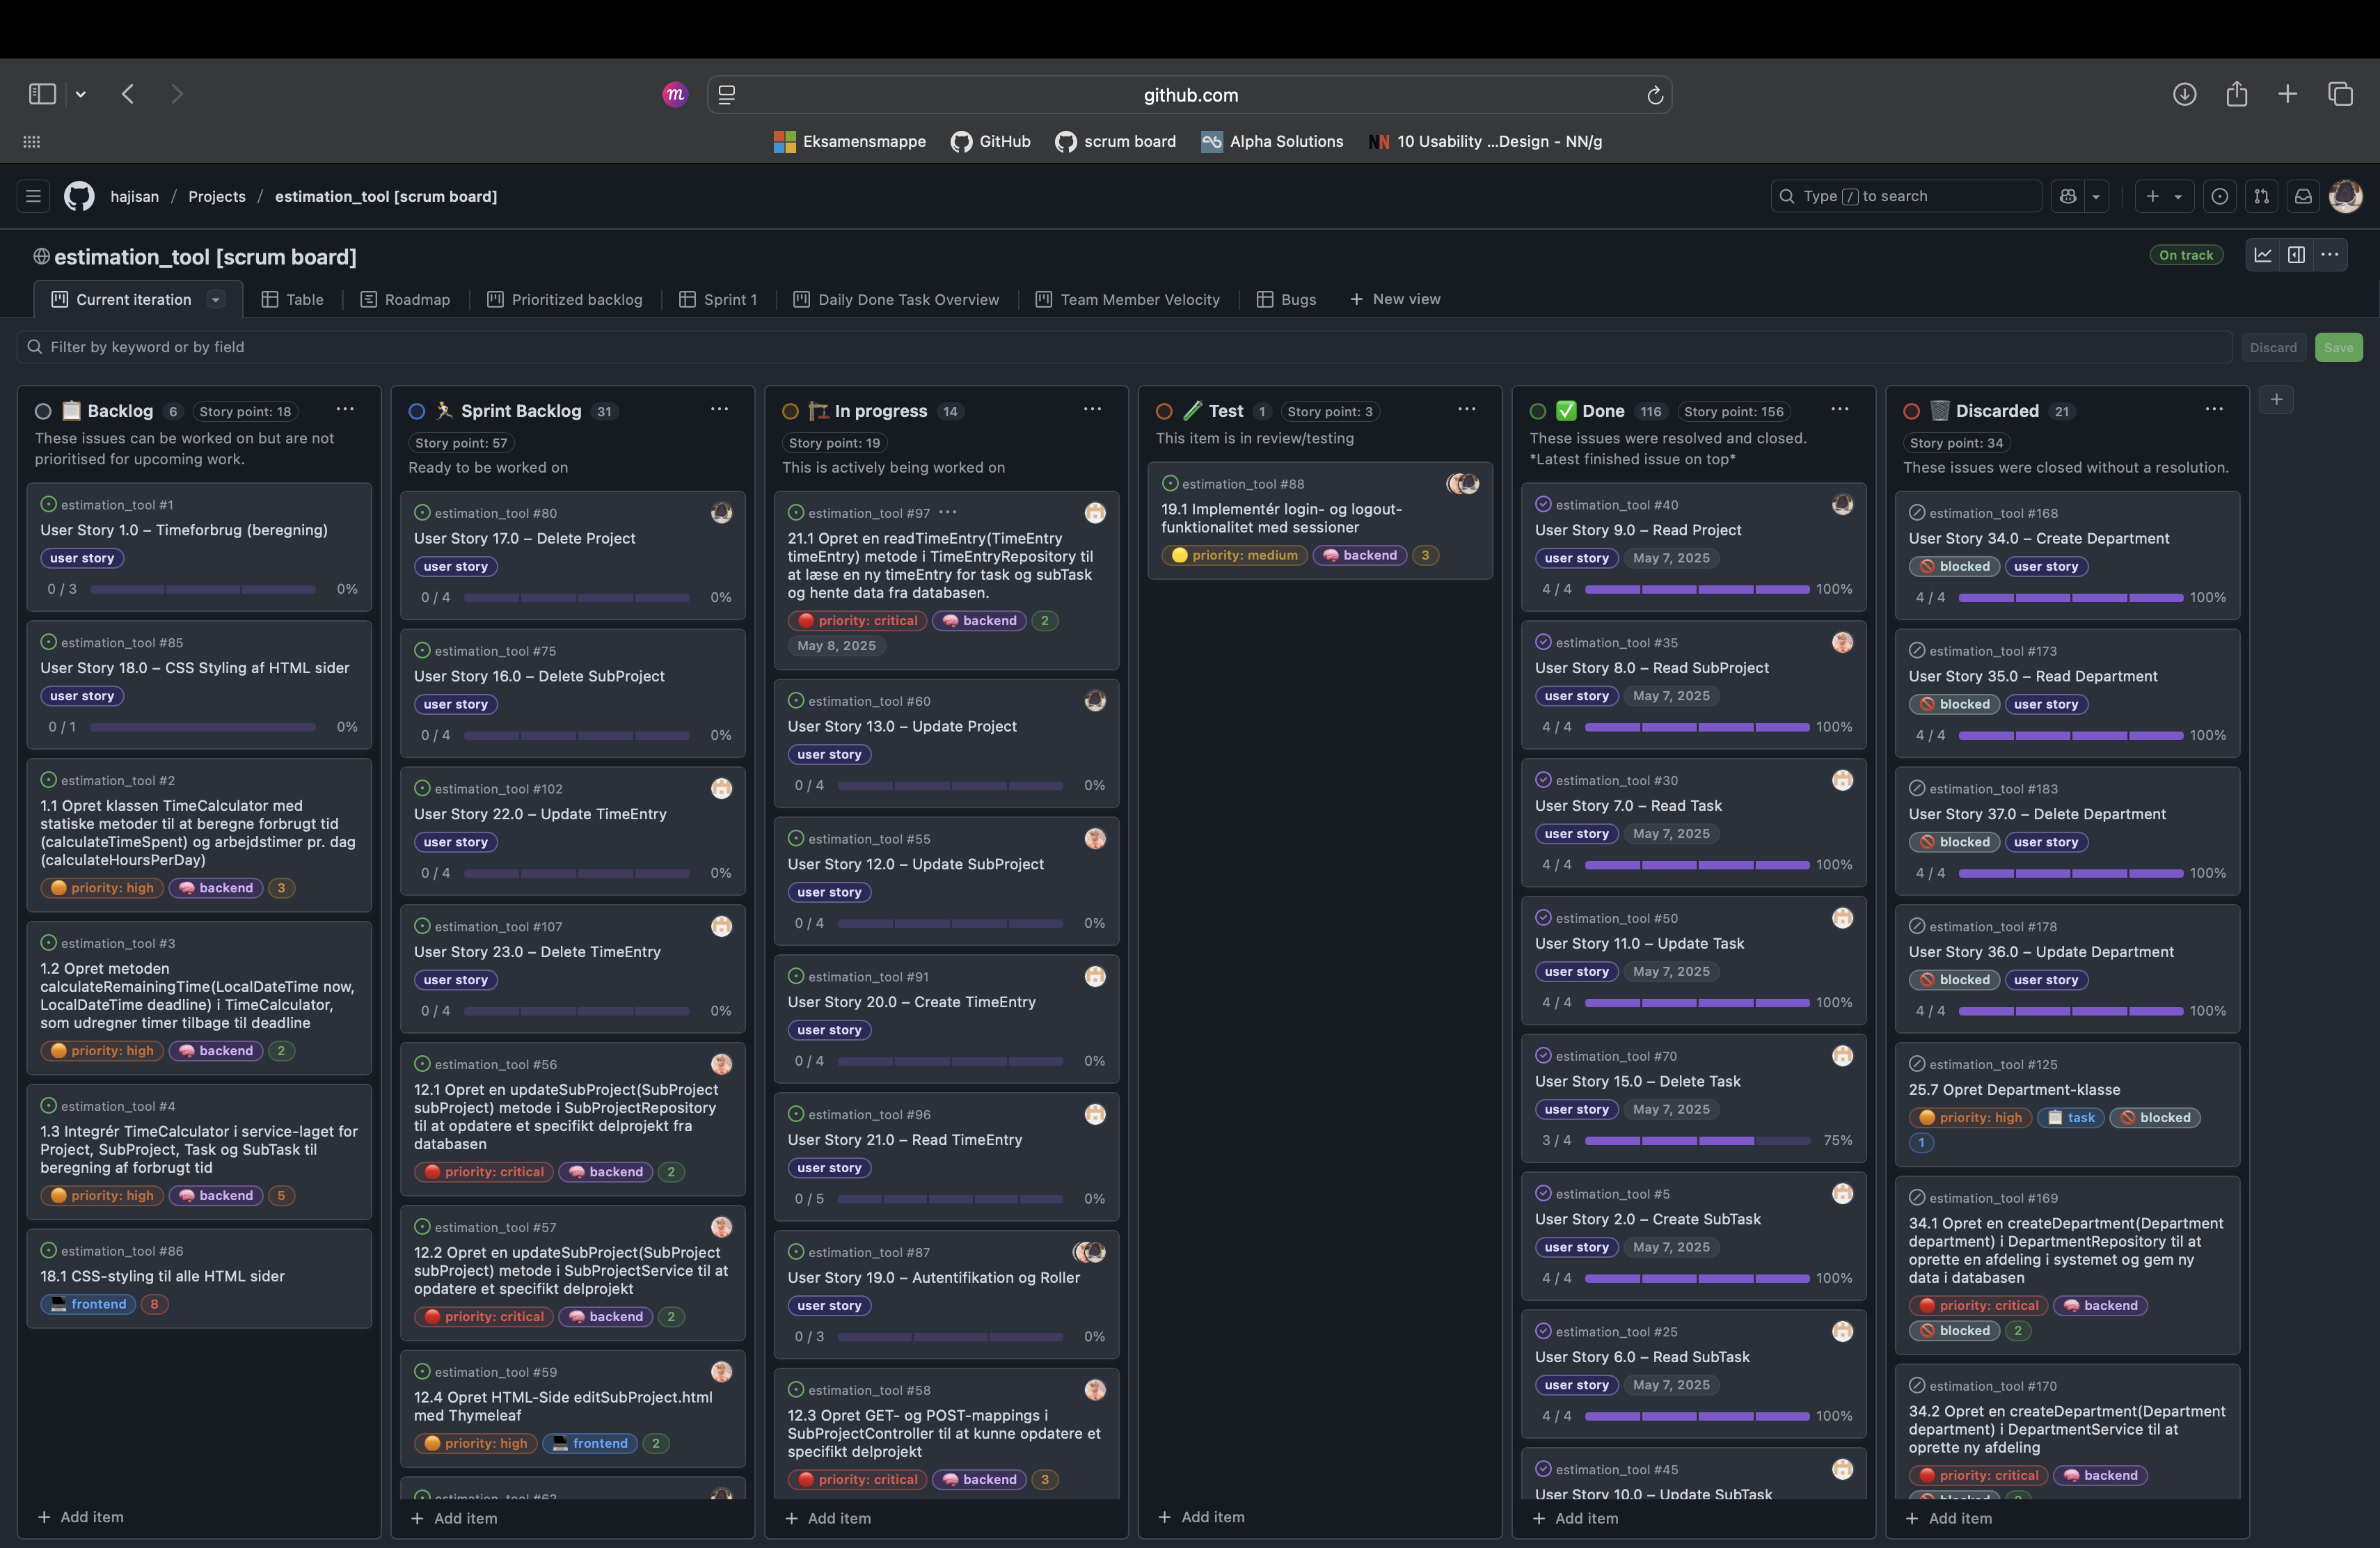 github.com
Eksamensmappe
GitHub
scrum board
Alpha Solutions
10 Usability ...Design - NN/g
hajisan / Projects / estimation_tool [scrum board]
Type / to search
estimation_tool [scrum board]
On track
Current iteration
Table
Roadmap
Prioritized backlog
Sprint 1
Daily Done Task Overview
Team Member Velocity
Bugs
New view
Filter by keyword or by field
Discard
Save
Backlog 6 Story point: 18
These issues can be worked on but are not
prioritised for upcoming work.
estimation_tool #1
User Story 1.0 – Timeforbrug (beregning)
user story
0 / 3 0%
estimation_tool #85
User Story 18.0 – CSS Styling af HTML sider
user story
0 / 1 0%
estimation_tool #2
1.1 Opret klassen TimeCalculator med
statiske metoder til at beregne forbrugt tid
(calculateTimeSpent) og arbejdstimer pr. dag
(calculateHoursPerDay)
priority: high backend 3
estimation_tool #3
1.2 Opret metoden
calculateRemainingTime(LocalDateTime now,
LocalDateTime deadline) i TimeCalculator,
som udregner timer tilbage til deadline
priority: high backend 2
estimation_tool #4
1.3 Integrér TimeCalculator i service-laget for
Project, SubProject, Task og SubTask til
beregning af forbrugt tid
priority: high backend 5
estimation_tool #86
18.1 CSS-styling til alle HTML sider
frontend 8
Add item
Sprint Backlog 31
Story point: 57
Ready to be worked on
estimation_tool #80
User Story 17.0 – Delete Project
user story
0 / 4 0%
estimation_tool #75
User Story 16.0 – Delete SubProject
user story
0 / 4 0%
estimation_tool #102
User Story 22.0 – Update TimeEntry
user story
0 / 4 0%
estimation_tool #107
User Story 23.0 – Delete TimeEntry
user story
0 / 4 0%
estimation_tool #56
12.1 Opret en updateSubProject(SubProject
subProject) metode i SubProjectRepository
til at opdatere et specifikt delprojekt fra
databasen
priority: critical backend 2
estimation_tool #57
12.2 Opret en updateSubProject(SubProject
subProject) metode i SubProjectService til at
opdatere et specifikt delprojekt
priority: critical backend 2
estimation_tool #59
12.4 Opret HTML-Side editSubProject.html
med Thymeleaf
priority: high frontend 2
estimation_tool #62
Add item
In progress 14
Story point: 19
This is actively being worked on
estimation_tool #97
21.1 Opret en readTimeEntry(TimeEntry
timeEntry) metode i TimeEntryRepository til
at læse en ny timeEntry for task og subTask
og hente data fra databasen.
priority: critical backend 2
May 8, 2025
estimation_tool #60
User Story 13.0 – Update Project
user story
0 / 4 0%
estimation_tool #55
User Story 12.0 – Update SubProject
user story
0 / 4 0%
estimation_tool #91
User Story 20.0 – Create TimeEntry
user story
0 / 4 0%
estimation_tool #96
User Story 21.0 – Read TimeEntry
user story
0 / 5 0%
estimation_tool #87
User Story 19.0 – Autentifikation og Roller
user story
0 / 3 0%
estimation_tool #58
12.3 Opret GET- og POST-mappings i
SubProjectController til at kunne opdatere et
specifikt delprojekt
priority: critical backend 3
Add item
Test 1 Story point: 3
This item is in review/testing
estimation_tool #88
19.1 Implementér login- og logout-
funktionalitet med sessioner
priority: medium backend 3
Add item
Done 116 Story point: 156
These issues were resolved and closed.
*Latest finished issue on top*
estimation_tool #40
User Story 9.0 – Read Project
user story May 7, 2025
4 / 4 100%
estimation_tool #35
User Story 8.0 – Read SubProject
user story May 7, 2025
4 / 4 100%
estimation_tool #30
User Story 7.0 – Read Task
user story May 7, 2025
4 / 4 100%
estimation_tool #50
User Story 11.0 – Update Task
user story May 7, 2025
4 / 4 100%
estimation_tool #70
User Story 15.0 – Delete Task
user story May 7, 2025
3 / 4 75%
estimation_tool #5
User Story 2.0 – Create SubTask
user story May 7, 2025
4 / 4 100%
estimation_tool #25
User Story 6.0 – Read SubTask
user story May 7, 2025
4 / 4 100%
estimation_tool #45
User Story 10.0 – Update SubTask
Add item
Discarded 21
Story point: 34
These issues were closed without a resolution.
estimation_tool #168
User Story 34.0 – Create Department
blocked user story
4 / 4 100%
estimation_tool #173
User Story 35.0 – Read Department
blocked user story
4 / 4 100%
estimation_tool #183
User Story 37.0 – Delete Department
blocked user story
4 / 4 100%
estimation_tool #178
User Story 36.0 – Update Department
blocked user story
4 / 4 100%
estimation_tool #125
25.7 Opret Department-klasse
priority: high task blocked
1
estimation_tool #169
34.1 Opret en createDepartment(Department
department) i DepartmentRepository til at
oprette en afdeling i systemet og gem ny
data i databasen
priority: critical backend
blocked 2
estimation_tool #170
34.2 Opret en createDepartment(Department
department) i DepartmentService til at
oprette ny afdeling
priority: critical backend
blocked
Add item